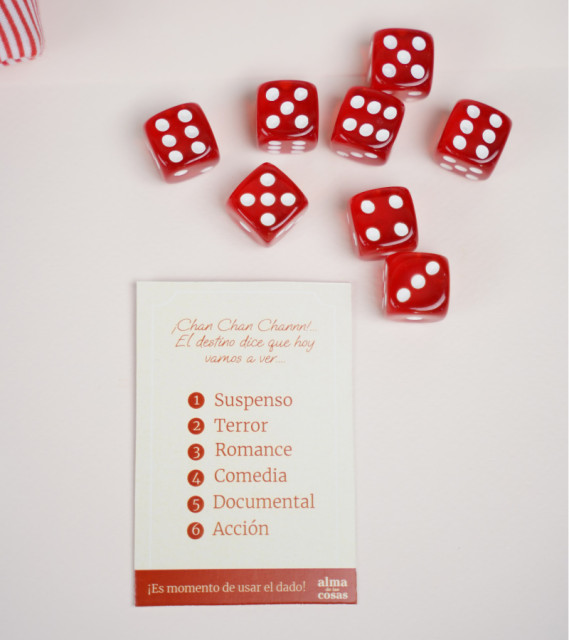 ¡Chan Chan Channn!...
El destino dice que hoy
vamos a ver...
1 Suspenso
2 Terror
3 Romance
4 Comedia
5 Documental
6 Acción
¡Es momento de usar el dado!
alma
de las
cosas